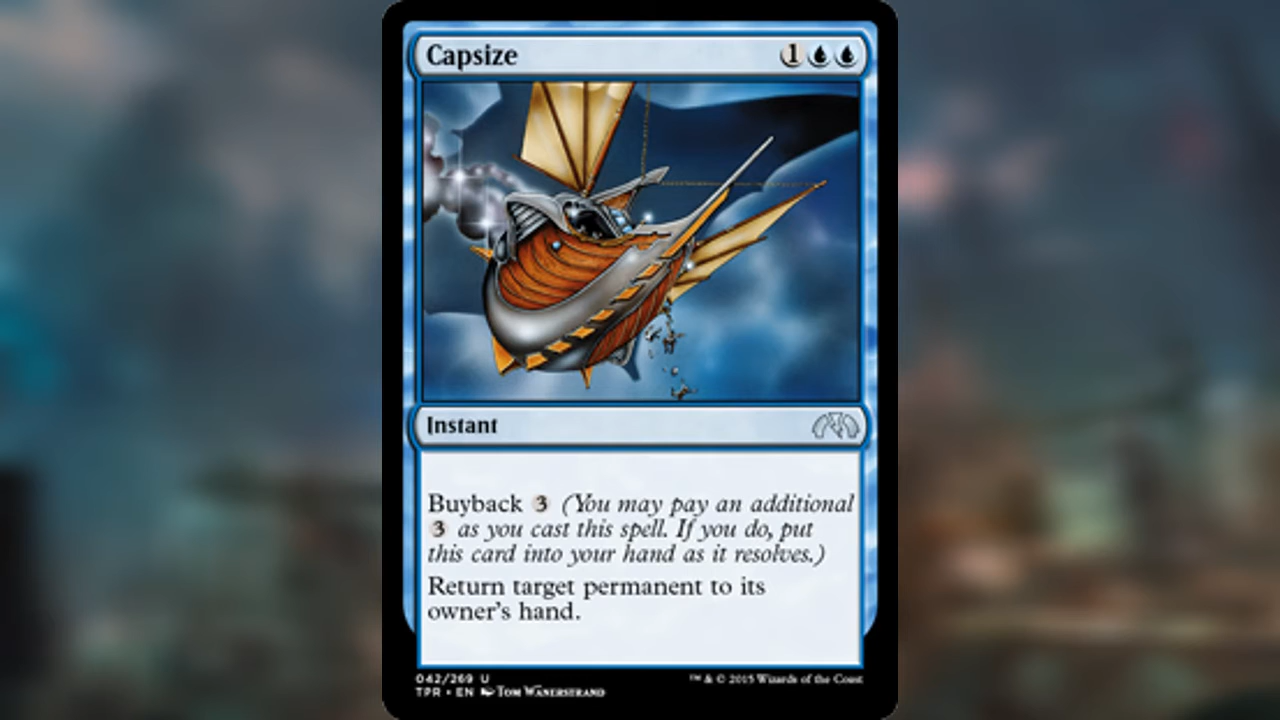 Capsize 1
Instant
Buyback 3 (You may pay an additional
3 as you cast this spell. If you do, put
this card into your hand as it resolves.)
Return target permanent to its
owner's hand.
042/269 U
TPR • EN Tom Wänerstrand
™ & © 2015 Wizards of the Coast